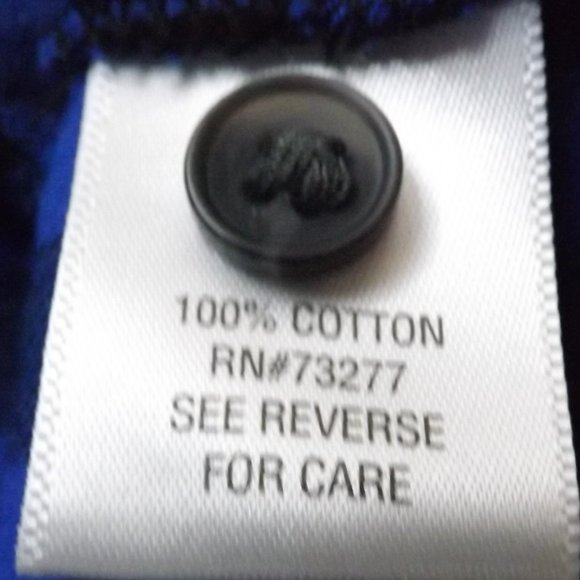 100% COTTON
RN#73277
SEE REVERSE
FOR CARE